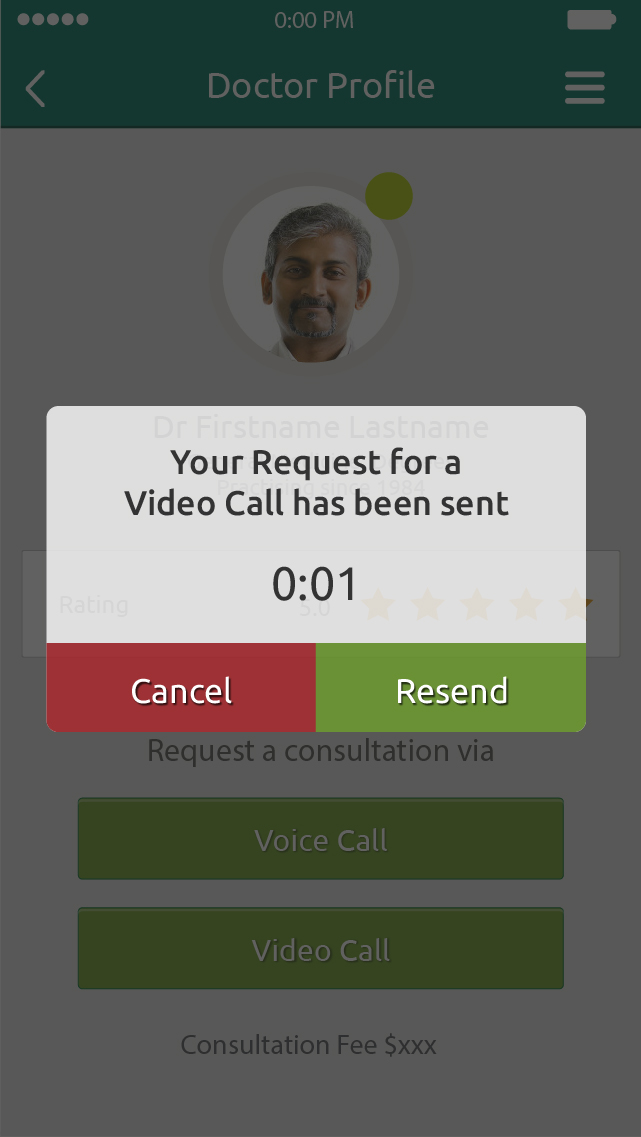 0:00 PM
Doctor Profile
Dr Firstname Lastname
Your Request for a
Practising since 1984
Video Call has been sent
0:01
Rating 5.0
Cancel Resend
Request a consultation via
Voice Call
Video Call
Consultation Fee $xxx